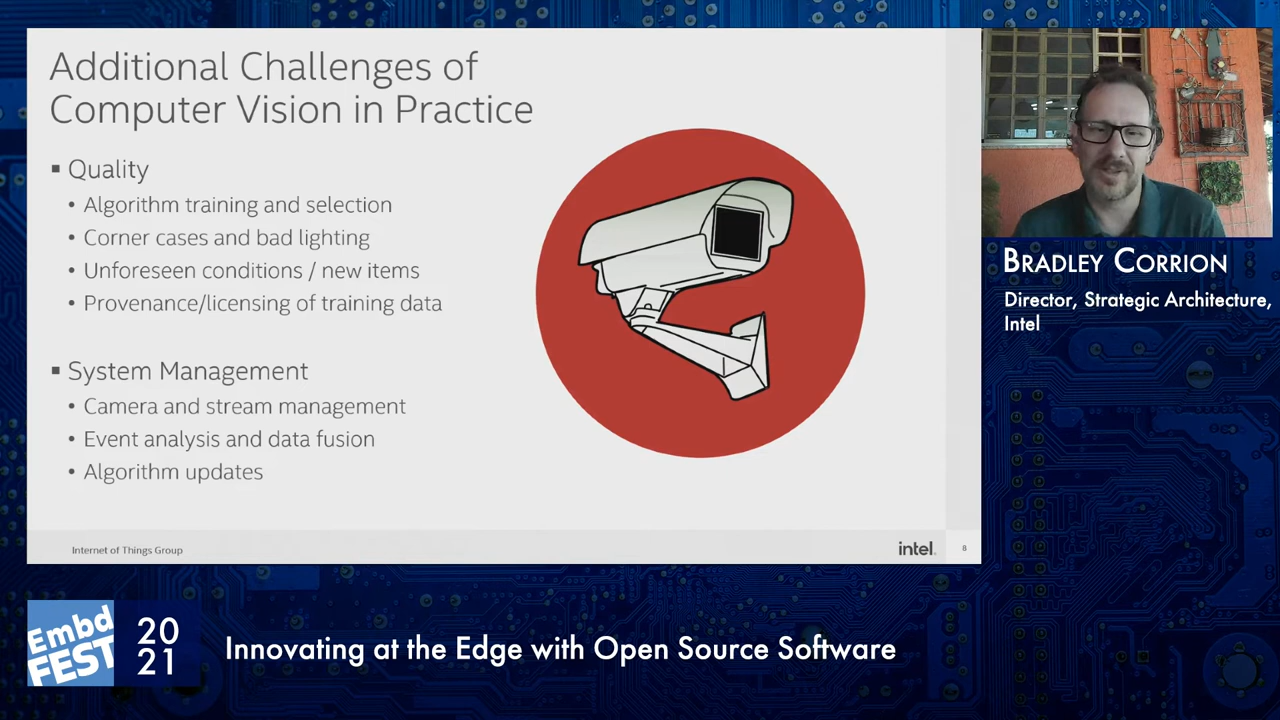 Additional Challenges of
Computer Vision in Practice
▪ Quality
• Algorithm training and selection
• Corner cases and bad lighting
• Unforeseen conditions / new items
• Provenance/licensing of training data
▪ System Management
• Camera and stream management
• Event analysis and data fusion
• Algorithm updates
Internet of Things Group
intel.
8
BRADLEY CORRION
Director, Strategic Architecture,
Intel
Embd
FEST
20
21
Innovating at the Edge with Open Source Software